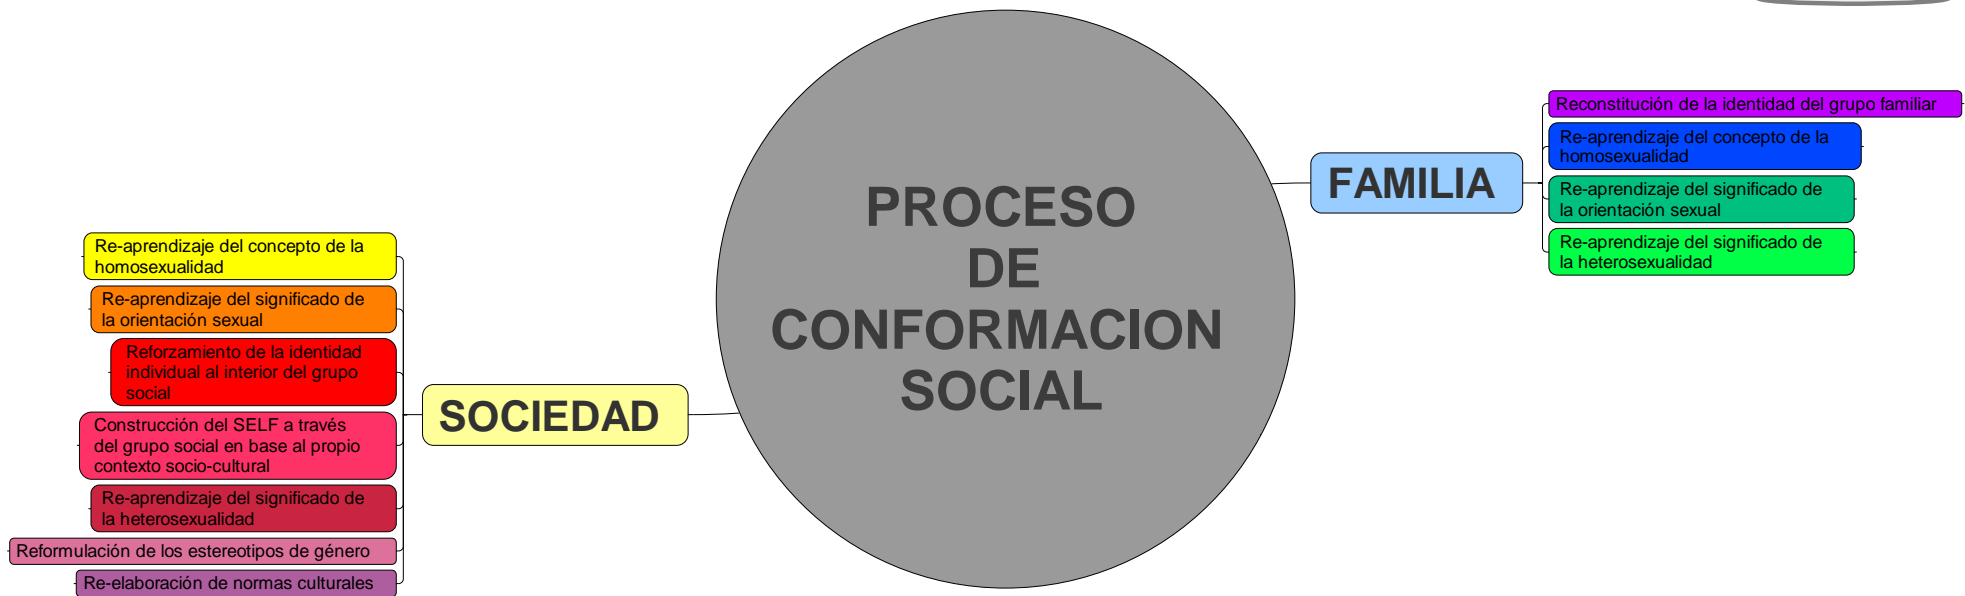 PROCESO
DE
CONFORMACION
SOCIAL
FAMILIA
Reconstitución de la identidad del grupo familiar
Re-aprendizaje del concepto de la
homosexualidad
Re-aprendizaje del significado de
la orientación sexual
Re-aprendizaje del significado de
la heterosexualidad
SOCIEDAD
Re-aprendizaje del concepto de la
homosexualidad
Re-aprendizaje del significado de
la orientación sexual
Reforzamiento de la identidad
individual al interior del grupo
social
Construcción del SELF a través
del grupo social en base al propio
contexto socio-cultural
Re-aprendizaje del significado de
la heterosexualidad
Reformulación de los estereotipos de género
Re-elaboración de normas culturales